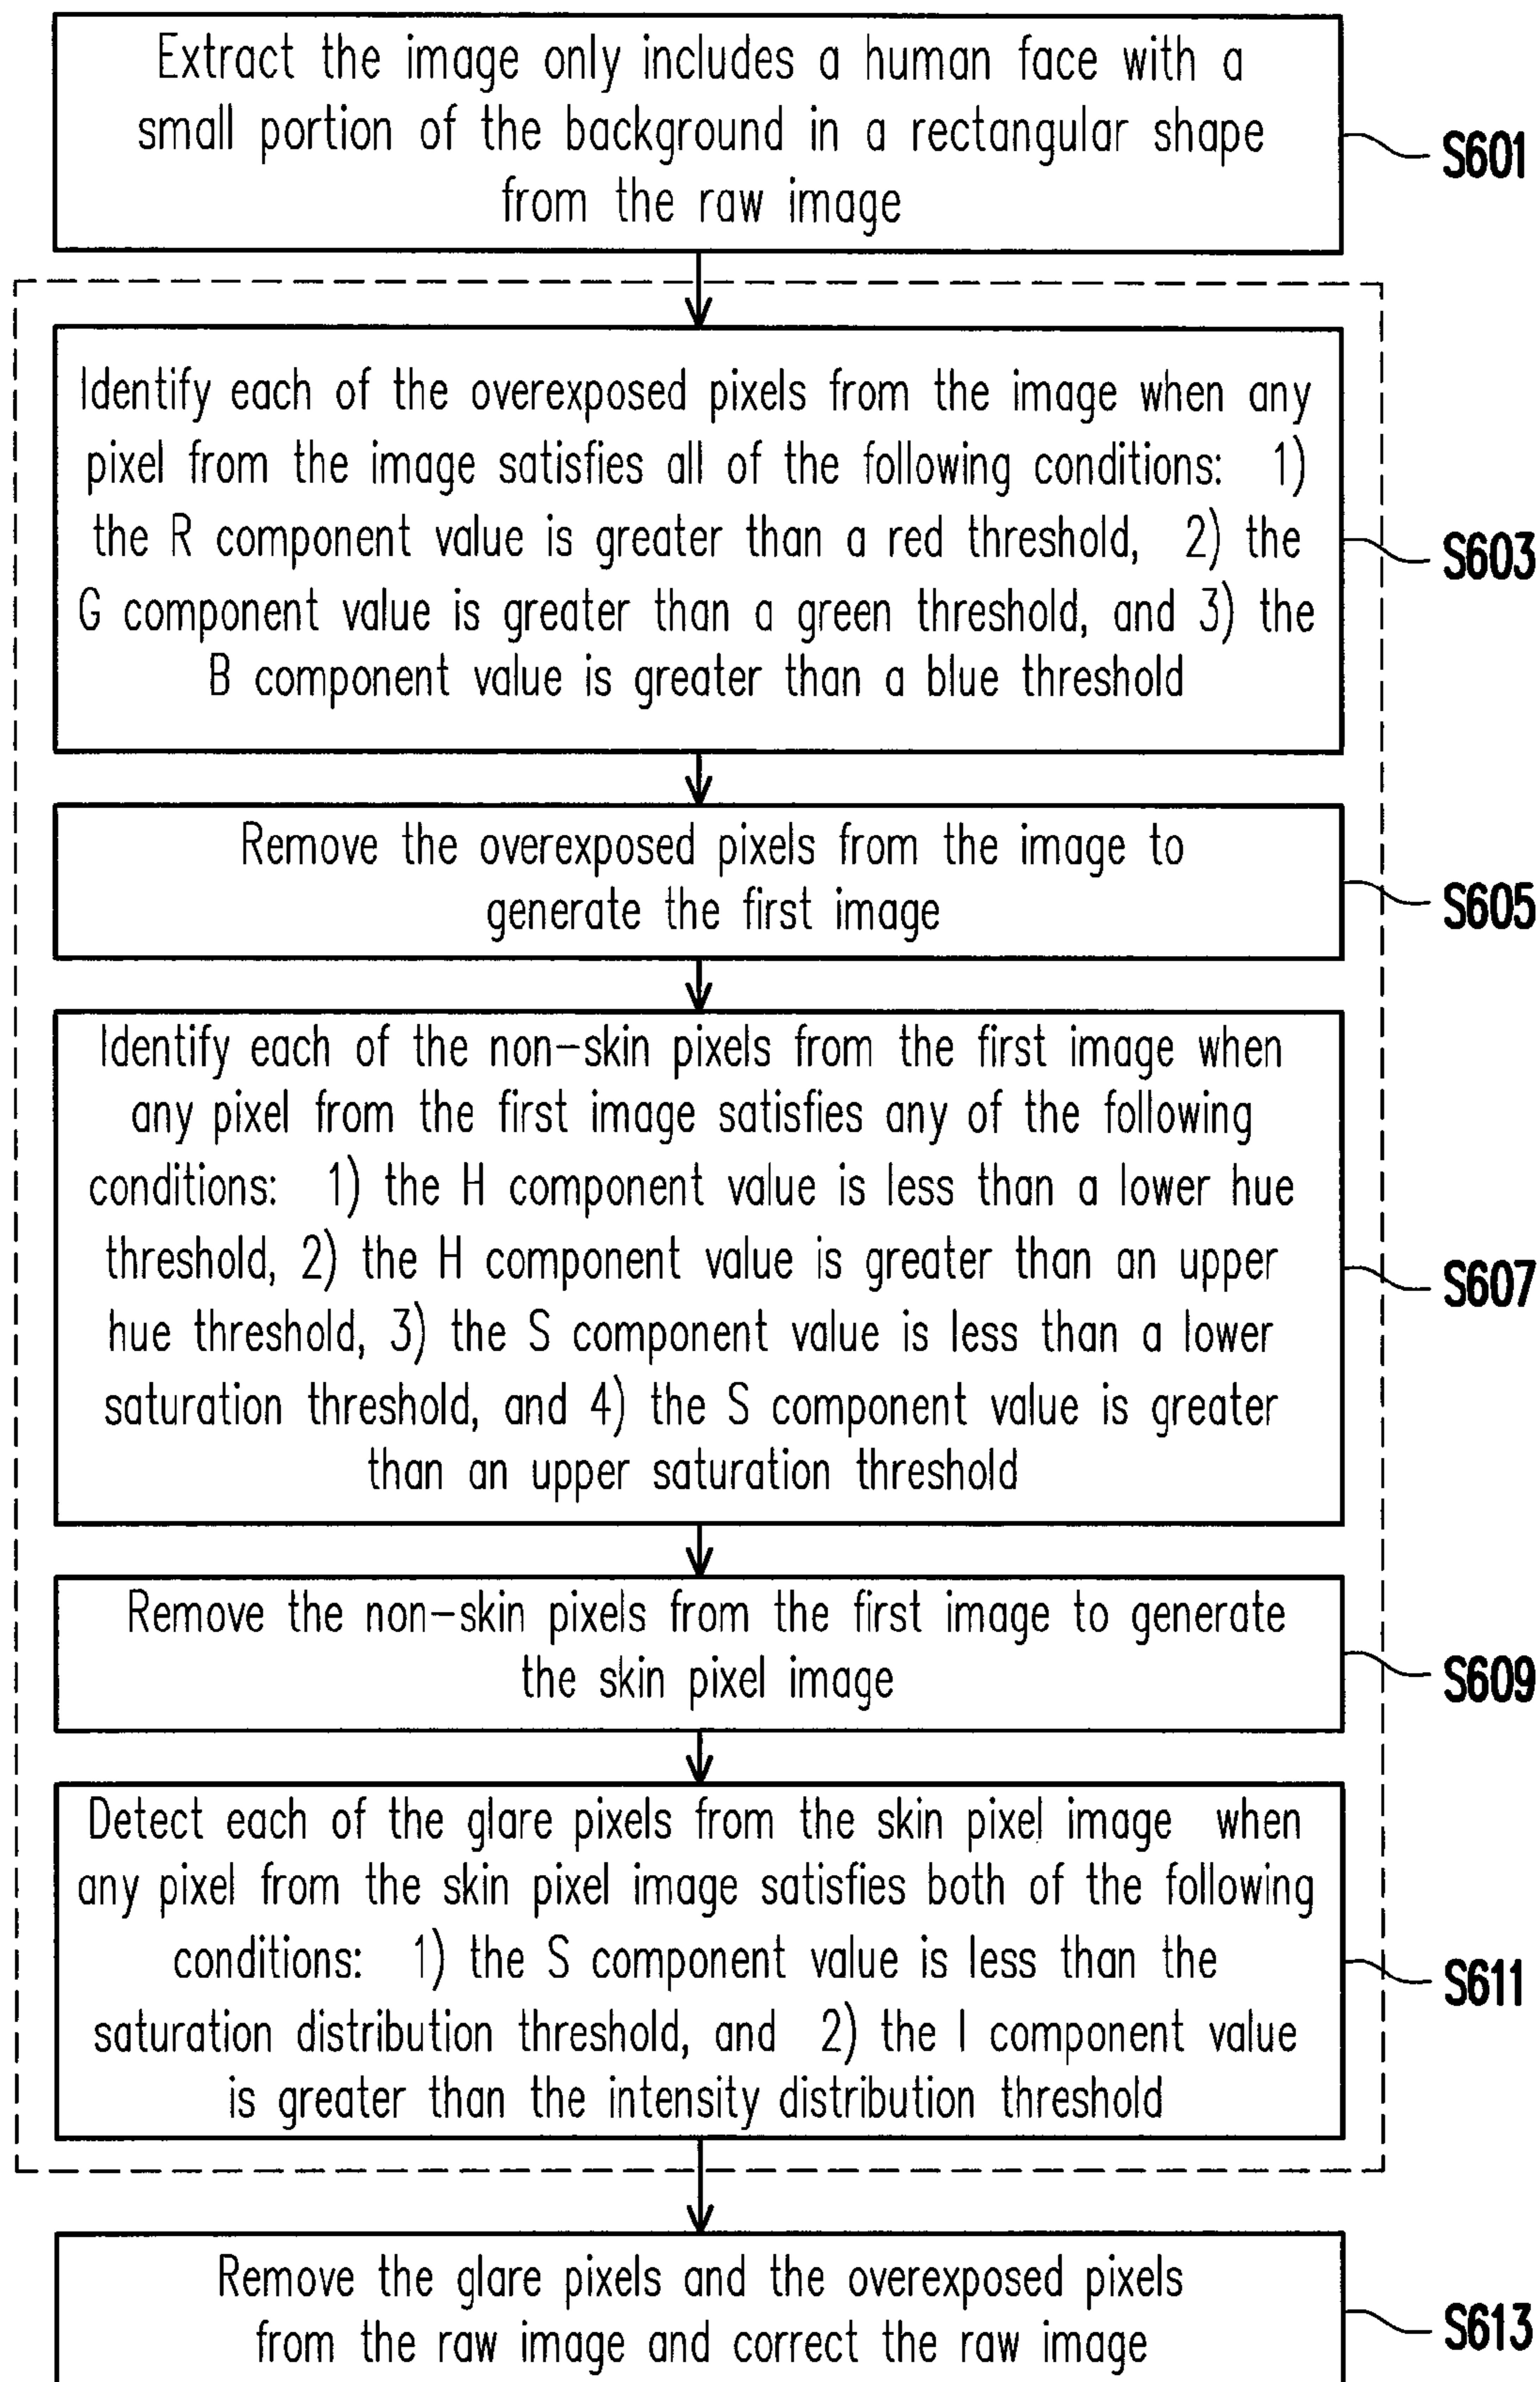 Extract the image only includes a human face with a
small portion of the background in a rectangular shape
from the raw image
S601
Identify each of the overexposed pixels from the image when any
pixel from the image satisfies all of the following conditions: 1)
the R component value is greater than a red threshold, 2) the
G component value is greater than a green threshold, and 3) the
B component value is greater than a blue threshold
S603
Remove the overexposed pixels from the image to
generate the first image
S605
Identify each of the non-skin pixels from the first image when
any pixel from the first image satisfies any of the following
conditions: 1) the H component value is less than a lower hue
threshold, 2) the H component value is greater than an upper
hue threshold, 3) the S component value is less than a lower
saturation threshold, and 4) the S component value is greater
than an upper saturation threshold
S607
Remove the non-skin pixels from the first image to generate
the skin pixel image
S609
Detect each of the glare pixels from the skin pixel image when
any pixel from the skin pixel image satisfies both of the following
conditions: 1) the S component value is less than the
saturation distribution threshold, and 2) the I component value
is greater than the intensity distribution threshold
S611
Remove the glare pixels and the overexposed pixels
from the raw image and correct the raw image
S613